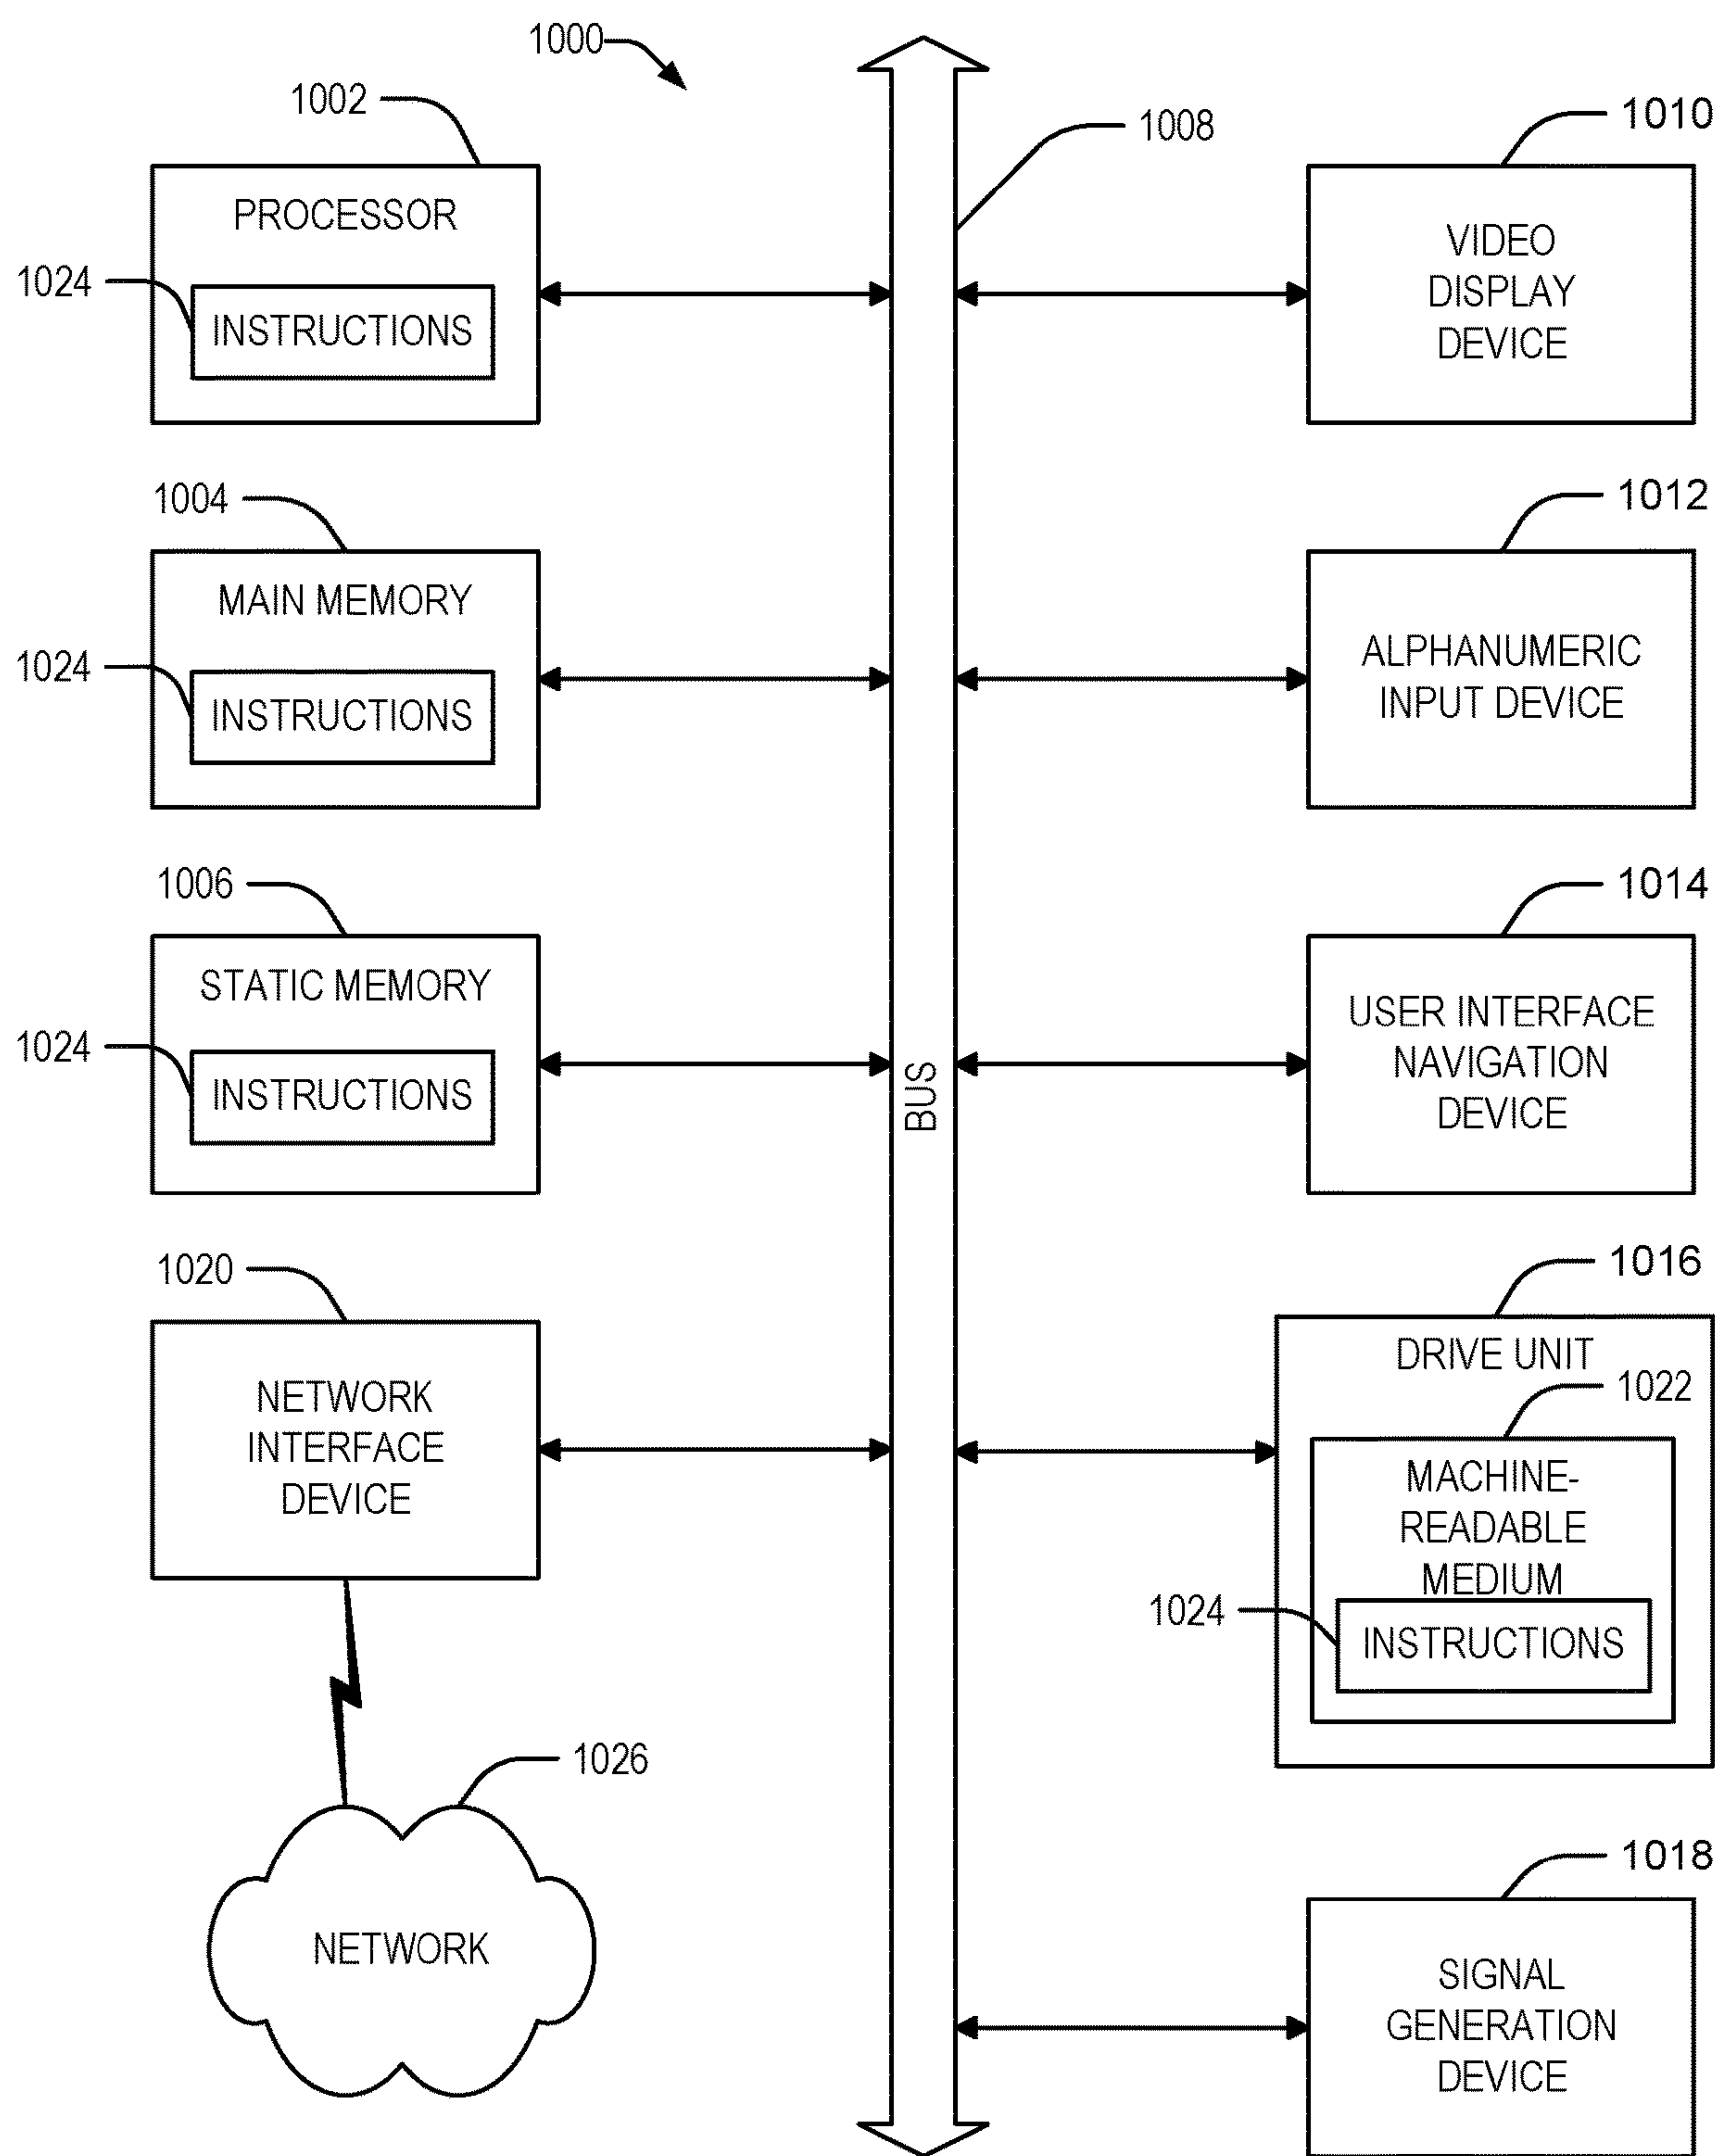 1000
1002
PROCESSOR
1024
INSTRUCTIONS
1004
MAIN MEMORY
1024
INSTRUCTIONS
1006
STATIC MEMORY
1024
INSTRUCTIONS
1020
NETWORK
INTERFACE
DEVICE
1026
NETWORK
1008
BUS
1010
VIDEO
DISPLAY
DEVICE
1012
ALPHANUMERIC
INPUT DEVICE
1014
USER INTERFACE
NAVIGATION
DEVICE
1016
DRIVE UNIT
1022
MACHINE-
READABLE
MEDIUM
1024
INSTRUCTIONS
1018
SIGNAL
GENERATION
DEVICE